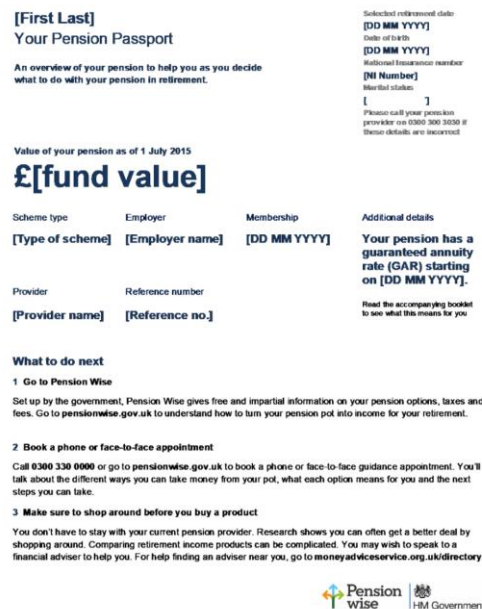 [First Last]
Your Pension Passport
An overview of your pension to help you as you decide
what to do with your pension in retirement.
Selected retirement date
[DD MM YYYY]
Date of birth
[DD MM YYYY]
National Insurance number
[NI Number]
Marital status
[ ]
Please call your pension
provider on 0300 300 3030 if
these details are incorrect
Value of your pension as of 1 July 2015
£[fund value]
Scheme type Employer Membership Additional details
[Type of scheme] [Employer name] [DD MM YYYY]
Your pension has a
guaranteed annuity
rate (GAR) starting
on [DD MM YYYY].
Provider Reference number
[Provider name] [Reference no.]
Read the accompanying booklet
to see what this means for you
What to do next
1 Go to Pension Wise
Set up by the government, Pension Wise gives free and impartial information on your pension options, taxes and
fees. Go to pensionwise.gov.uk to understand how to turn your pension pot into income for your retirement.
2 Book a phone or face-to-face appointment
Call 0300 330 0000 or go to pensionwise.gov.uk to book a phone or face-to-face guidance appointment. You'll
talk about the different ways you can take money from your pot, what each option means for you and the next
steps you can take.
3 Make sure to shop around before you buy a product
You don't have to stay with your current pension provider. Research shows you can often get a better deal by
shopping around. Comparing retirement income products can be complicated. You may wish to speak to a
financial adviser to help you. For help finding an adviser near you, go to moneyadviceservice.org.uk/directory
Pension
wise
HM Government